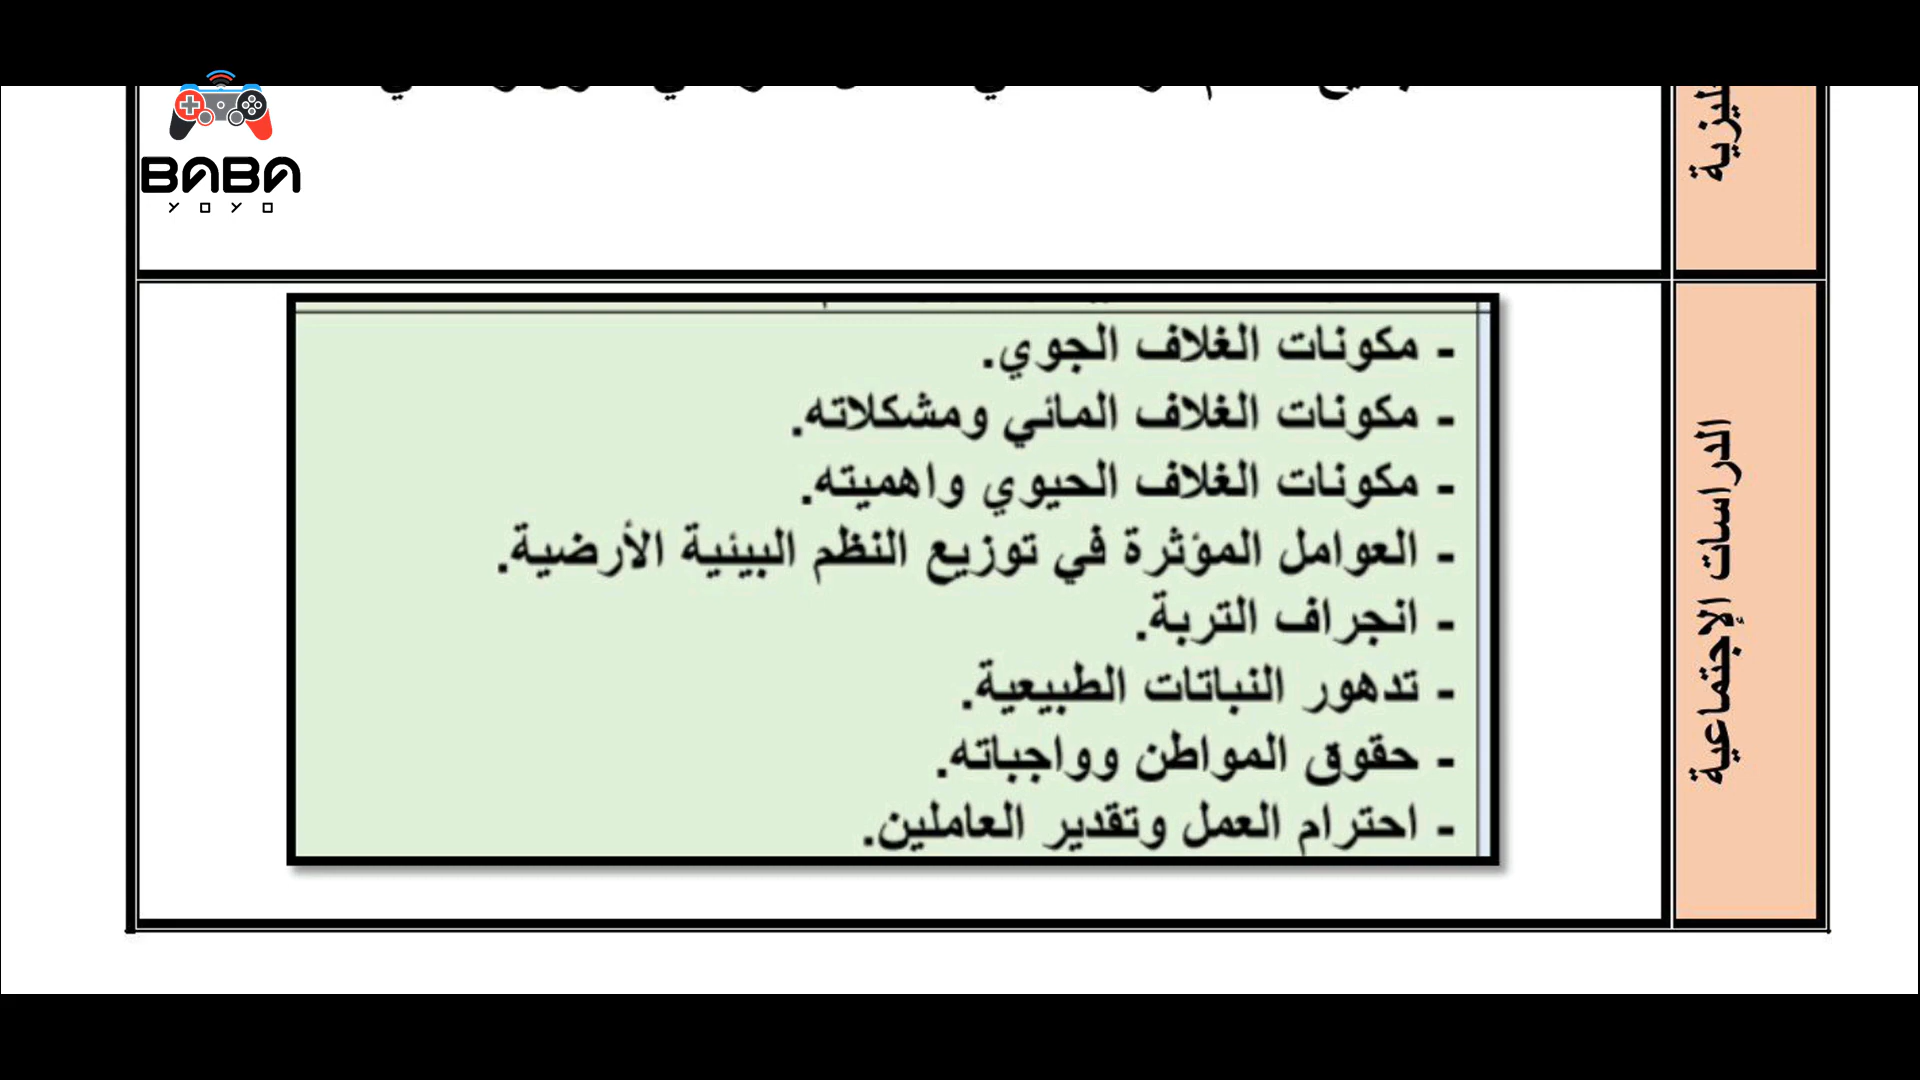 BABA
YOYO
الدراسات الإجتماعية
- مكونات الغلاف الجوي.
- مكونات الغلاف المائي ومشكلاته.
- مكونات الغلاف الحيوي واهميته.
- العوامل المؤثرة في توزيع النظم البيئية الأرضية.
- انجراف التربة.
- تدهور النباتات الطبيعية.
- حقوق المواطن وواجباته.
- احترام العمل وتقدير العاملين.